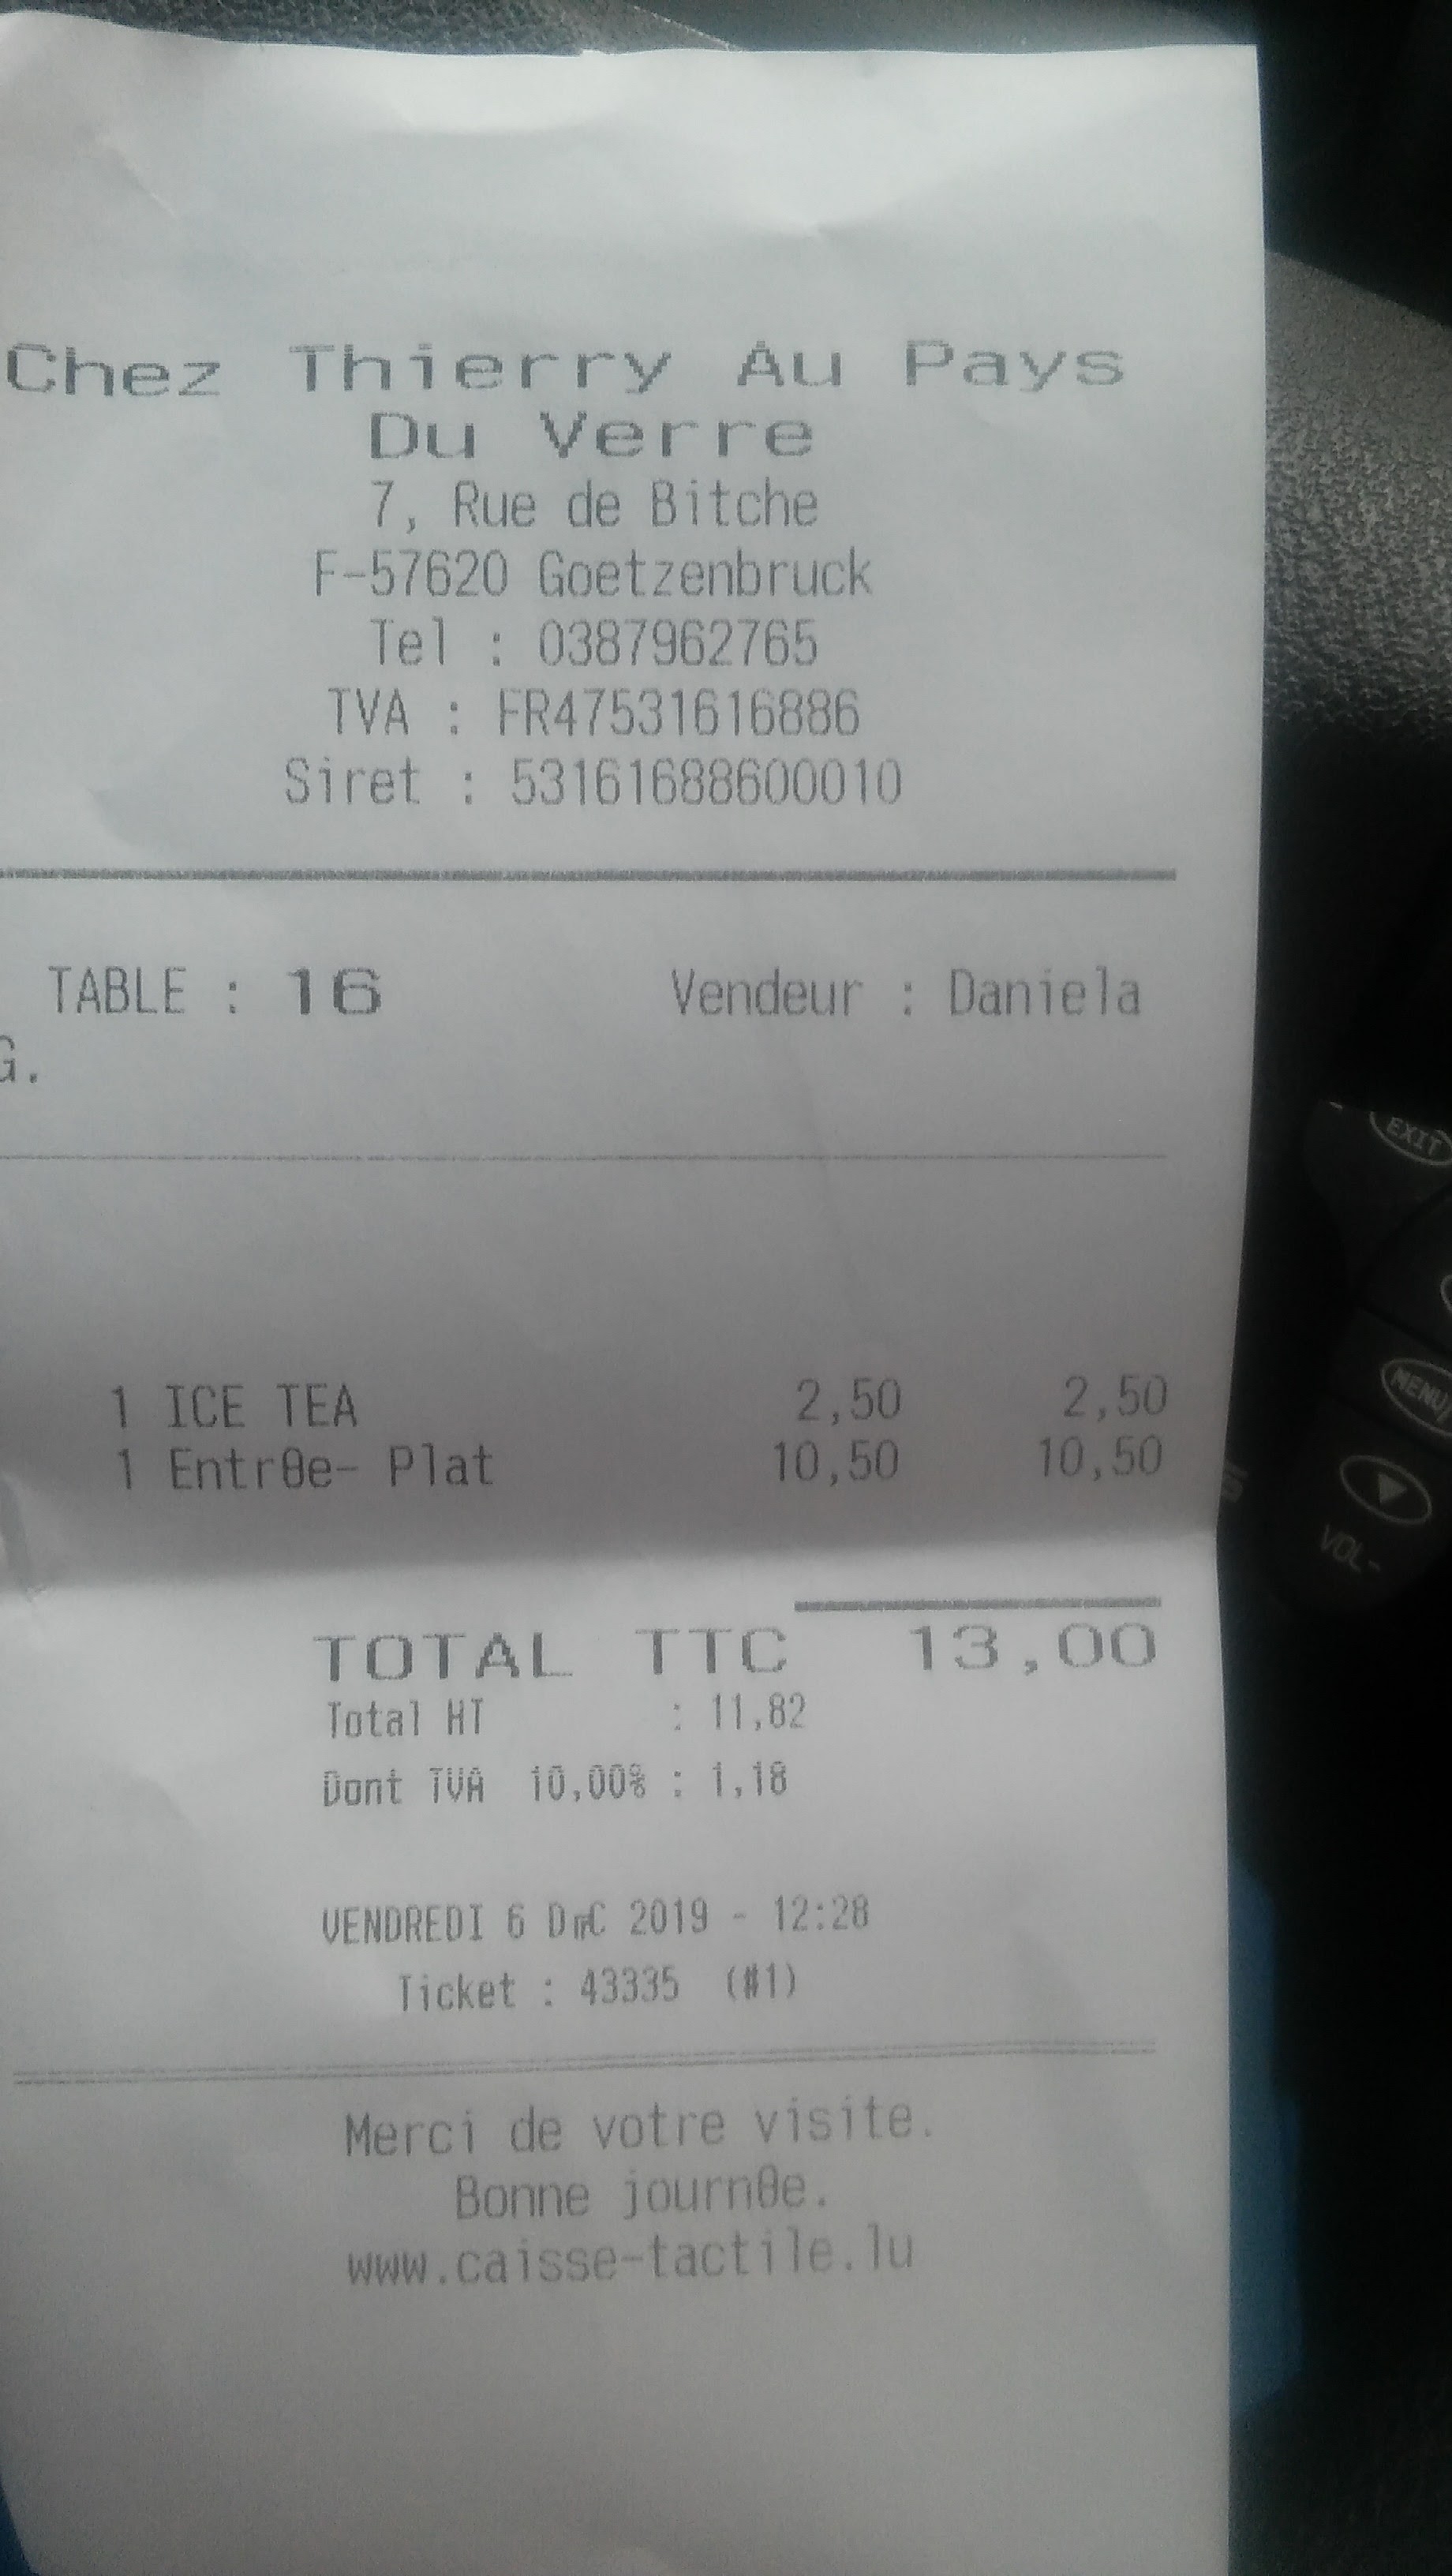 Chez Thierry Au Pays
Du Verre
7, Rue de Bitche
F-57620 Goetzenbruck
Tel : 0387962765
TVA : FR47531616886
Siret : 53161688600010
TABLE : 16 Vendeur : Daniela
G.
1 ICE TEA 2,50 2,50
1 EntrΘe- Plat 10,50 10,50
TOTAL TTC 13,00
Total HT : 11,82
Dont TVA 10,00% : 1,18
VENDREDI 6 D㎡C 2019 - 12:28
Ticket : 43335 (#1)
Merci de votre visite.
Bonne journΘe.
www.caisse-tactile.lu
EXIT
MENU
VOL-